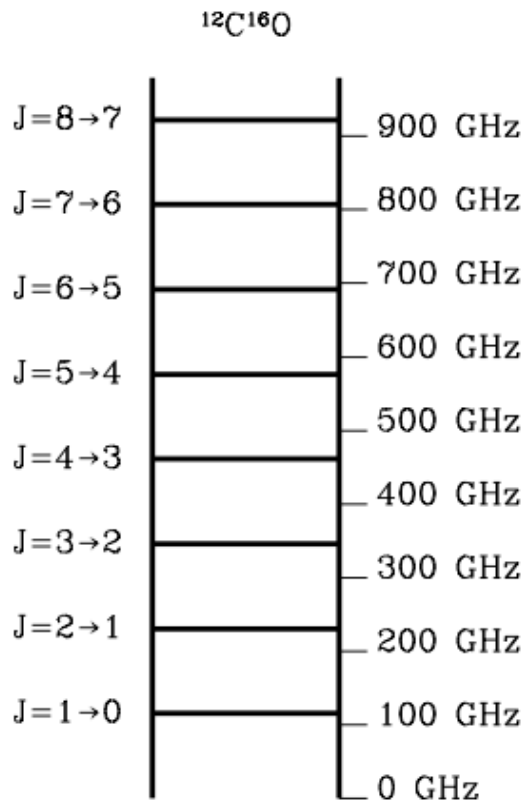 ¹²C¹⁶O
J=8→7
900 GHz
J=7→6
800 GHz
700 GHz
J=6→5
600 GHz
J=5→4
500 GHz
J=4→3
400 GHz
J=3→2
300 GHz
J=2→1
200 GHz
J=1→0
100 GHz
0 GHz